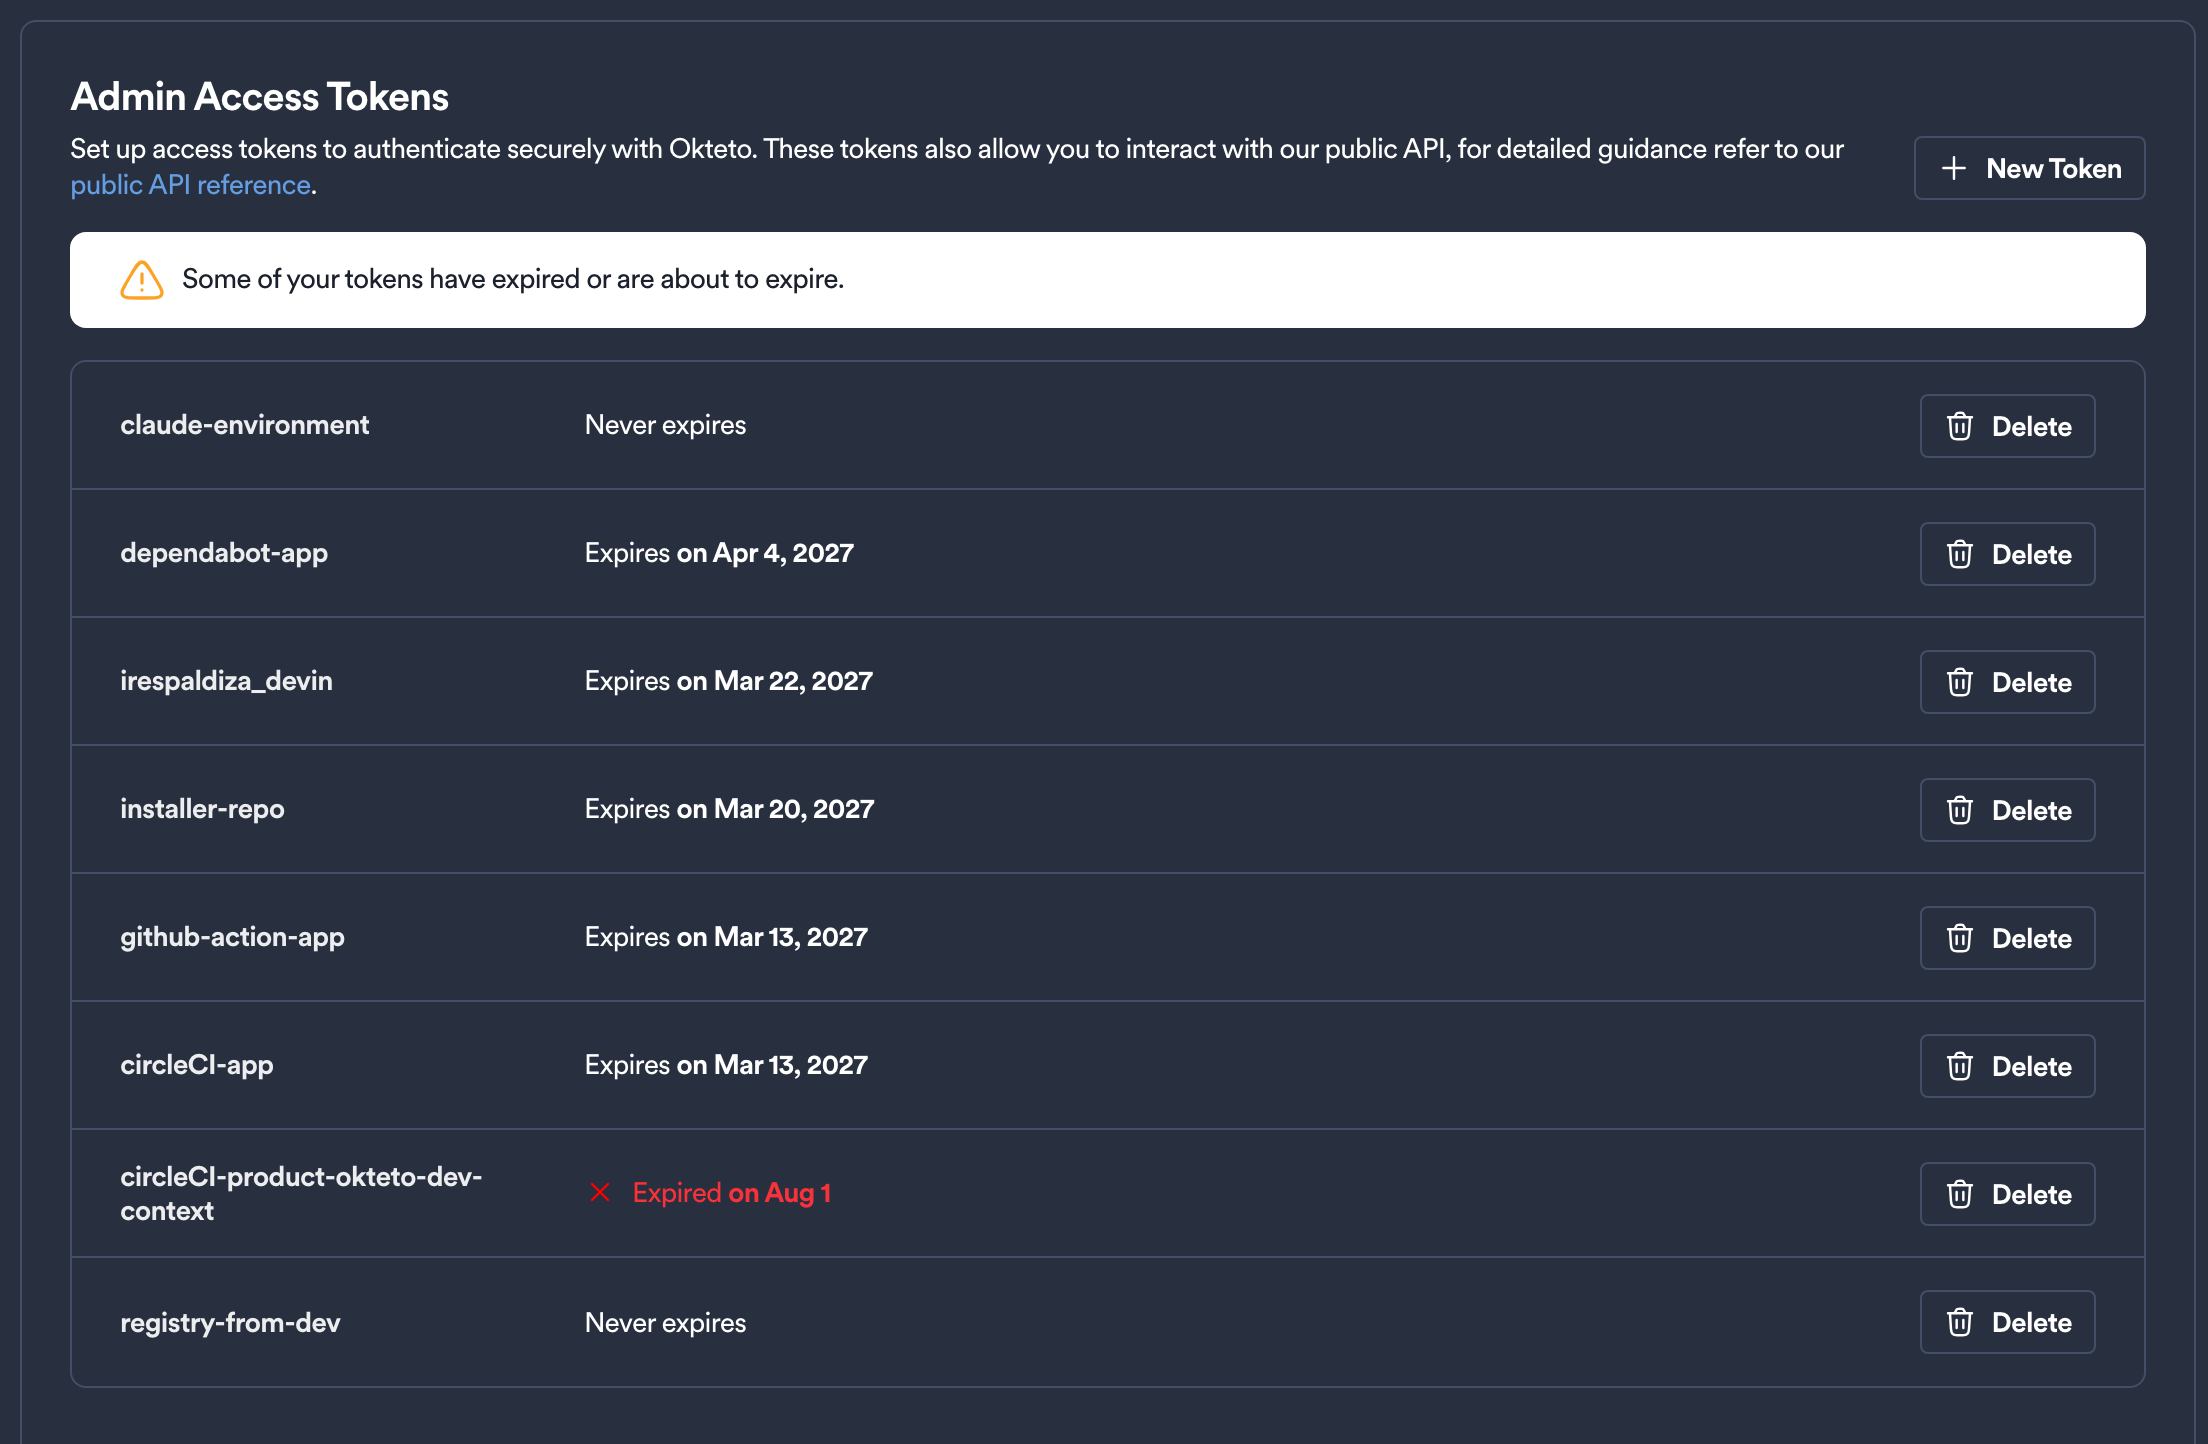 Admin Access Tokens
Set up access tokens to authenticate securely with Okteto. These tokens also allow you to interact with our public API, for detailed guidance refer to our
public API reference.
New Token
Some of your tokens have expired or are about to expire.
claude-environment Never expires Delete
dependabot-app Expires on Apr 4, 2027 Delete
irespaldiza_devin Expires on Mar 22, 2027 Delete
installer-repo Expires on Mar 20, 2027 Delete
github-action-app Expires on Mar 13, 2027 Delete
circleCI-app Expires on Mar 13, 2027 Delete
circleCI-product-okteto-dev-
context
Expired on Aug 1 Delete
registry-from-dev Never expires Delete